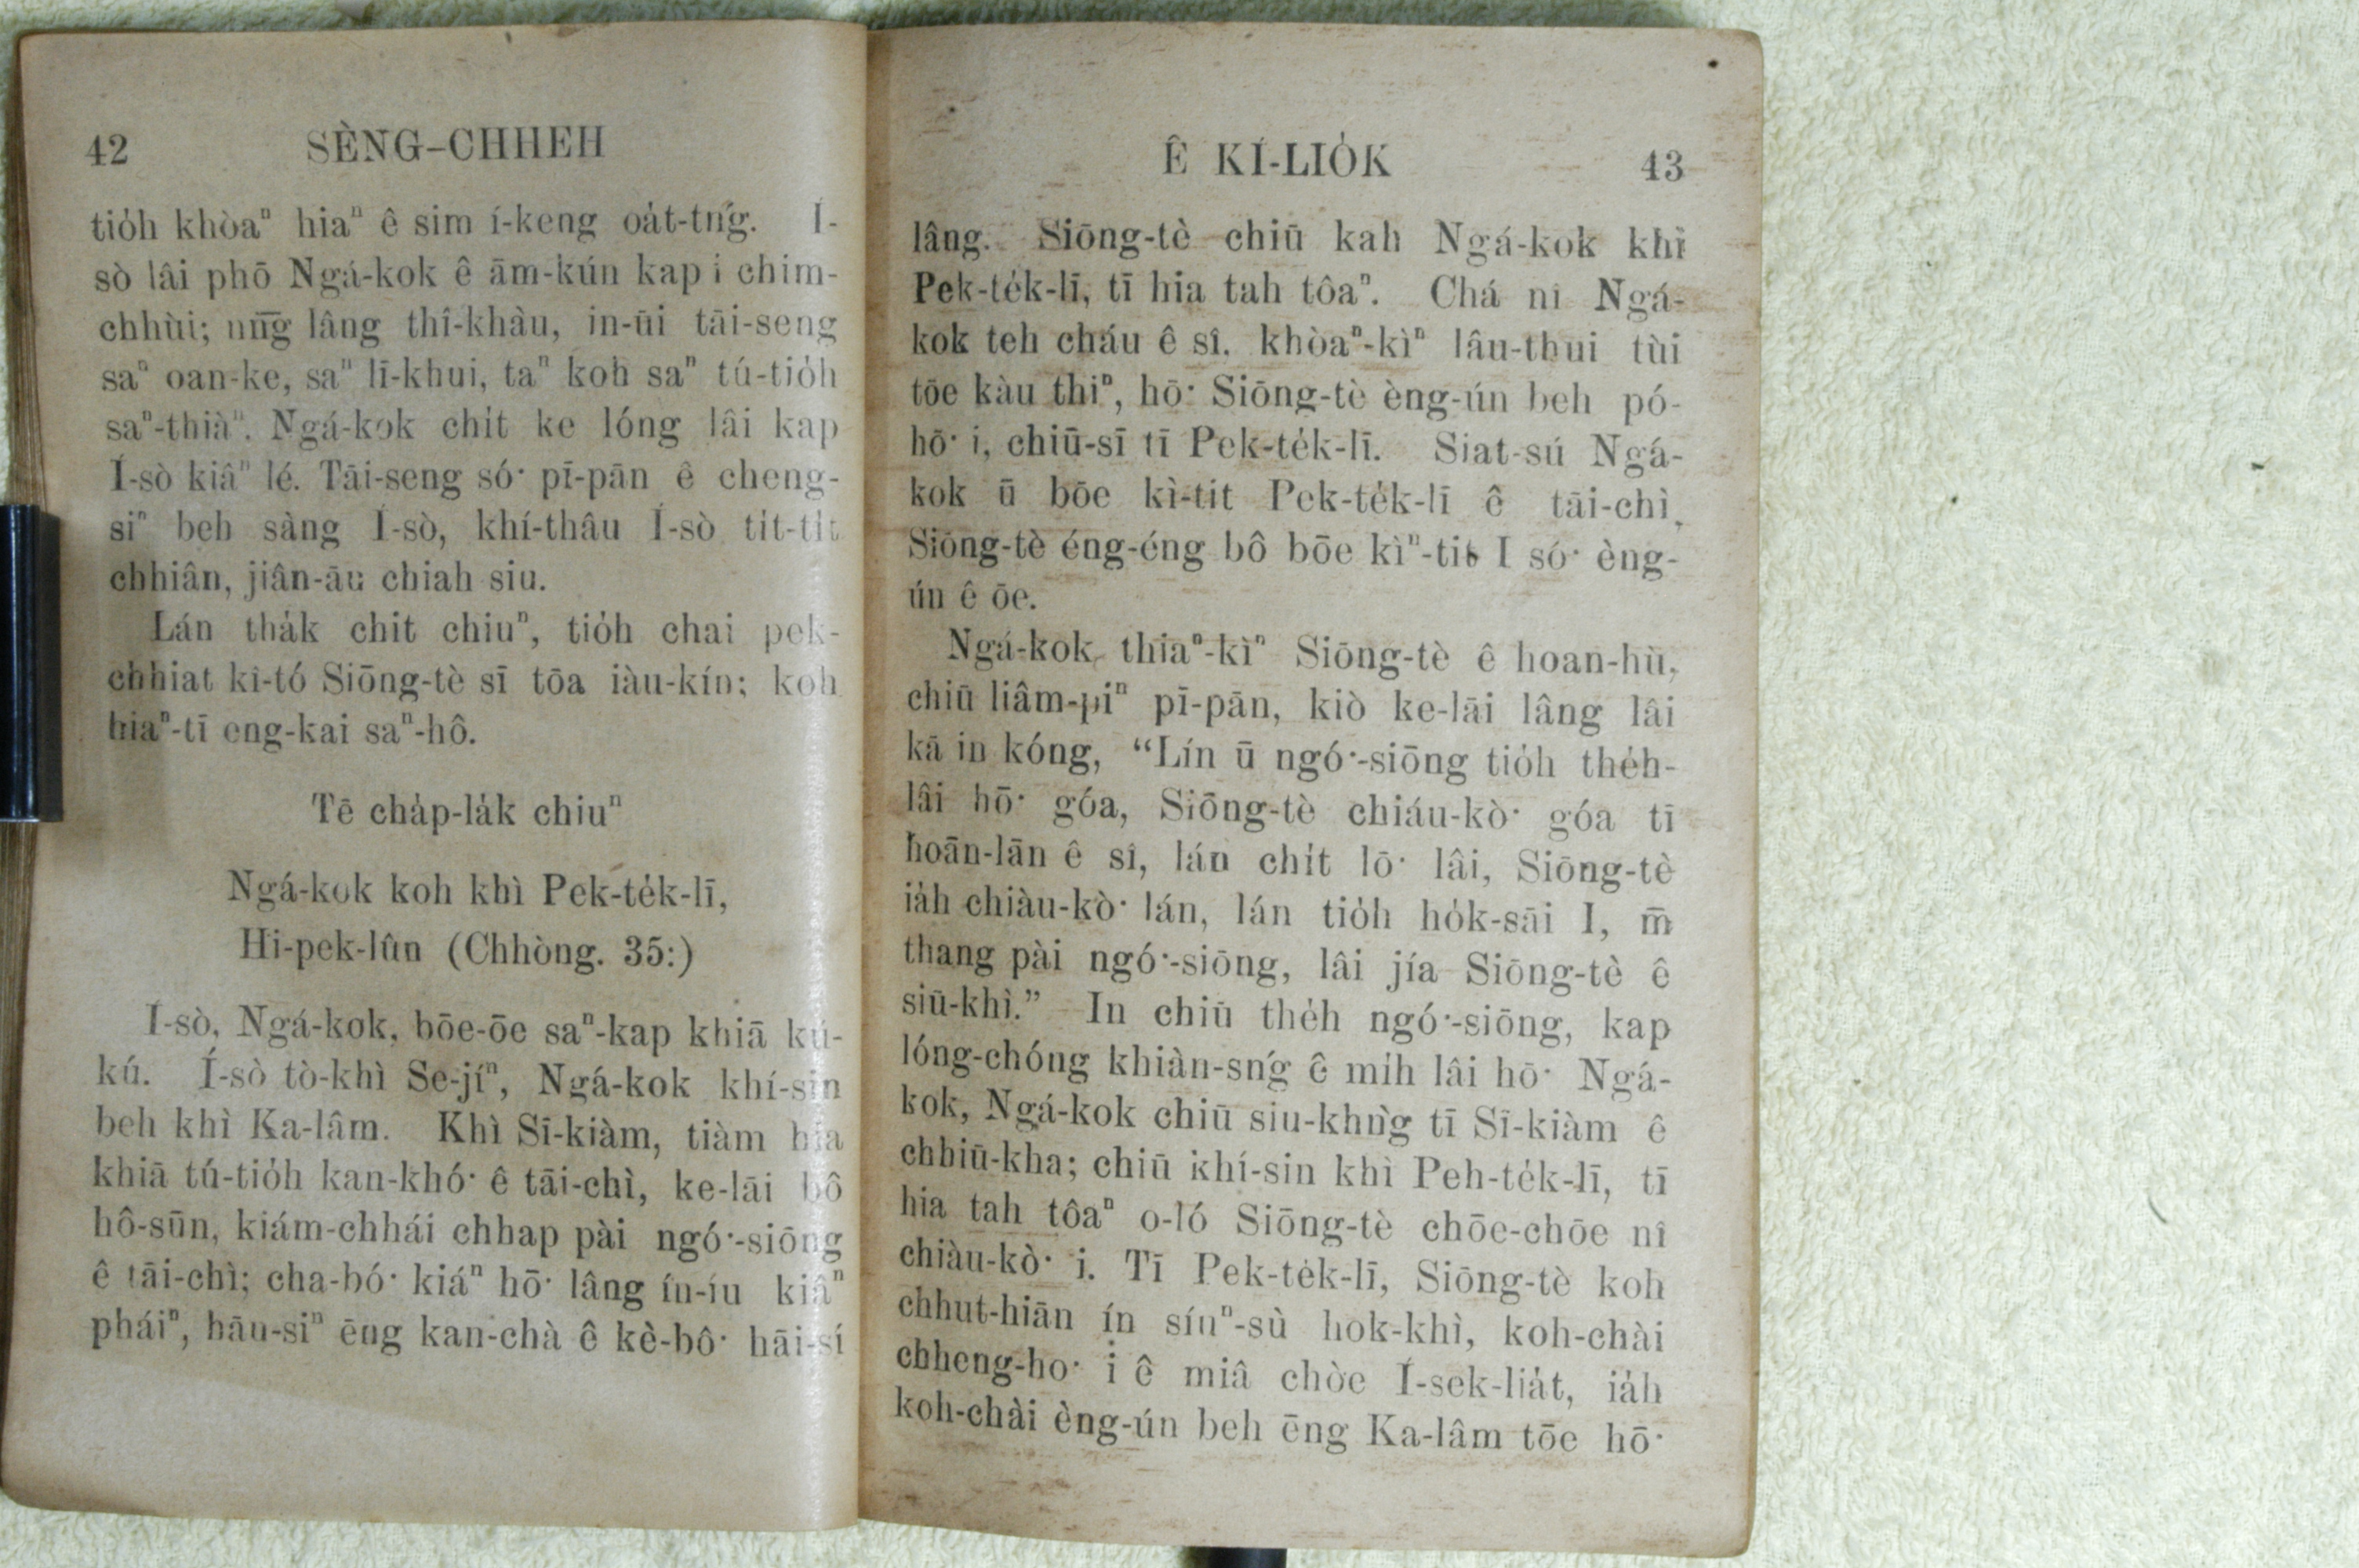 42 SÈNG-CHHEH
tio̍h khòaⁿ hiaⁿ ê sim í-keng oa̍t-tńg. Í-
sò lâi phō Ngá-kok ê ām-kún kap i chim-
chhùi; nn̄g lâng thî-khàu, in-ūi tāi-seng
saⁿ oan-ke, saⁿ lī-khui, taⁿ koh saⁿ tú-tio̍h
saⁿ-thiàⁿ. Ngá-kok chi̍t ke lóng lâi kap
Í-sò kiâⁿ lé. Tāi-seng só͘ pī-pān ê cheng-
siⁿ beh sàng Í-sò, khí-thâu Í-sò ti̍t-ti̍t
chhiân, jiân-āu chiah siu.
Lán tha̍k chit chiuⁿ, tio̍h chai pek-
chhiat kî-tó Siōng-tè sī tōa iàu-kín; koh
hiaⁿ-tī eng-kai saⁿ-hô.
Tē cha̍p-la̍k chiuⁿ
Ngá-kok koh khì Pek-te̍k-lī,
Hi-pek-lûn (Chhòng. 35:)
Í-sò, Ngá-kok, bōe-ōe saⁿ-kap khiā kú-
kú. Í-sò tò-khì Se-jíⁿ, Ngá-kok khí-sin
beh khì Ka-lâm. Khì Sī-kiàm, tiàm hia
khiā tú-tio̍h kan-khó͘ ê tāi-chì, ke-lāi bô
hô-sūn, kiám-chhái chhap pài ngó͘-siōng
ê tāi-chì; cha-bó͘ kiáⁿ hō͘ lâng ín-íu kiâⁿ
pháiⁿ, hāu-siⁿ ēng kan-chà ê kè-bô͘ hāi-sí
Ê KÍ-LIO̍K 43
lâng. Siōng-tè chiū kah Ngá-kok khì
Pek-te̍k-lī, tī hia tah tôaⁿ. Chá nî Ngá-
kok teh cháu ê sî, khòaⁿ-kìⁿ lâu-thui tùi
tōe kàu thiⁿ, hō͘ Siōng-tè èng-ún beh pó-
hō͘ i, chiū-sī tī Pek-te̍k-lī. Siat-sú Ngá-
kok ū bōe kì-tit Pek-te̍k-lī ê tāi-chì,
Siōng-tè éng-éng bô bōe kìⁿ-tit I só͘ èng-
ún ê ōe.
Ngá-kok thiaⁿ-kìⁿ Siōng-tè ê hoan-hù,
chiū liâm-piⁿ pī-pān, kiò ke-lāi lâng lâi
kā in kóng, “Lín ū ngó͘-siōng tio̍h the̍h-
lâi hō͘ góa, Siōng-tè chiáu-kò͘ góa tī
hoān-lān ê sî, lán chi̍t lō͘ lâi, Siōng-tè
ia̍h chiàu-kò͘ lán, lán tio̍h ho̍k-sāi I, m̄
thang pài ngó͘-siōng, lâi jía Siōng-tè ê
siū-khì.” In chiū the̍h ngó͘-siōng, kap
lóng-chóng khiàn-sńg ê mi̍h lâi hō͘ Ngá-
kok, Ngá-kok chiū siu-khǹg tī Sī-kiàm ê
chhiū-kha; chiū khí-sin khì Peh-te̍k-lī, tī
hia tah tôaⁿ o-ló Siōng-tè chōe-chōe nî
chiàu-kò͘ i. Tī Pek-te̍k-lī, Siōng-tè koh
chhut-hiān ín síuⁿ-sù hok-khì, koh-chài
chheng-ho͘ i ê miâ chòe Í-sek-lia̍t, ia̍h
koh-chài èng-ún beh ēng Ka-lâm tōe hō͘